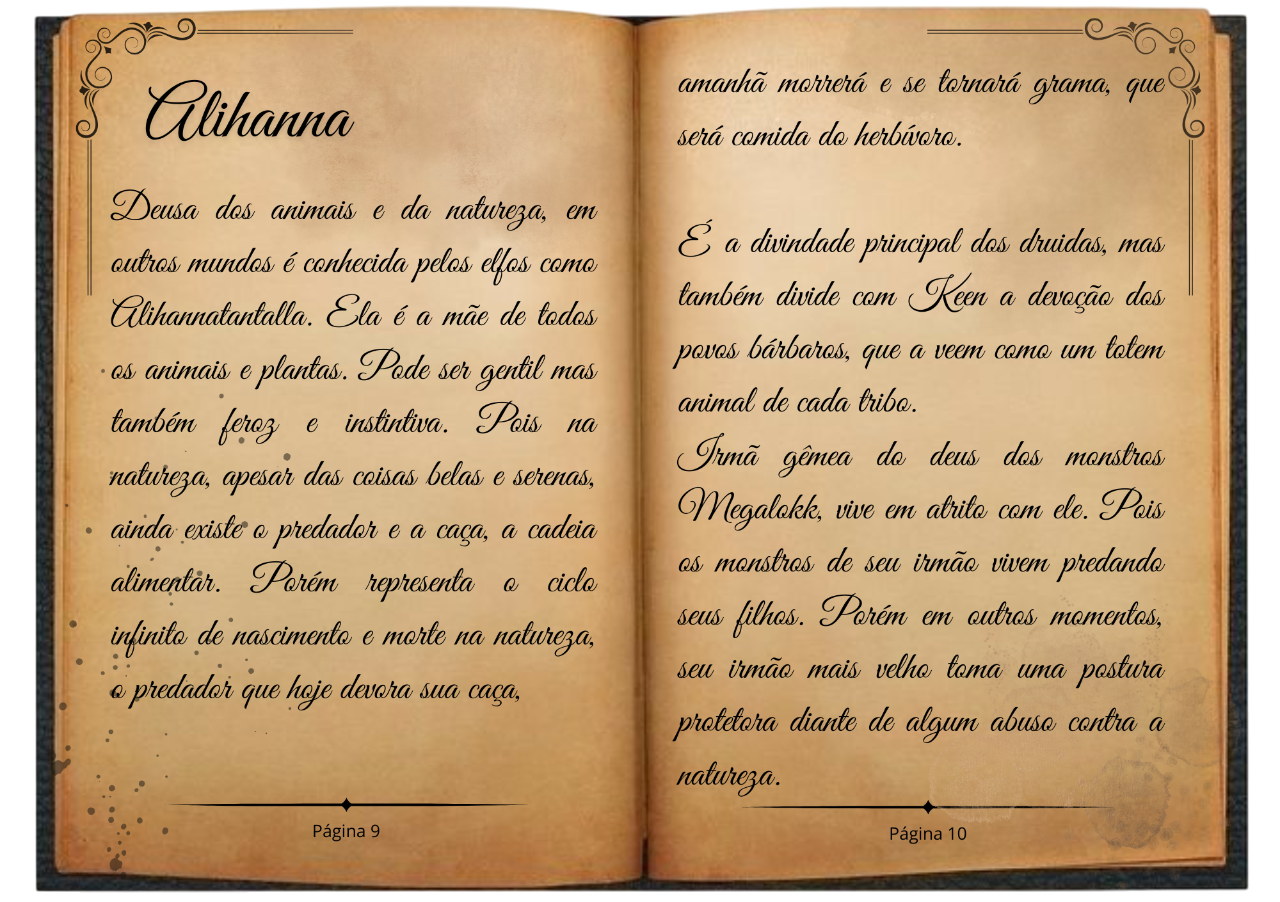 Alihanna
Deusa dos animais e da natureza, em
outros mundos é conhecida pelos elfos como
Alihannatantalla. Ela é a mãe de todos
os animais e plantas. Pode ser gentil mas
também feroz e instintiva. Pois na
natureza, apesar das coisas belas e serenas,
ainda existe o predador e a caça, a cadeia
alimentar. Porém representa o ciclo
infinito de nascimento e morte na natureza,
o predador que hoje devora sua caça,
Página 9
amanhã morrerá e se tornará grama, que
será comida do herbívoro.
É a divindade principal dos druidas, mas
também divide com Keen a devoção dos
povos bárbaros, que a veem como um totem
animal de cada tribo.
Irmã gêmea do deus dos monstros
Megalokk, vive em atrito com ele. Pois
os monstros de seu irmão vivem predando
seus filhos. Porém em outros momentos,
seu irmão mais velho toma uma postura
protetora diante de algum abuso contra a
natureza.
Página 10